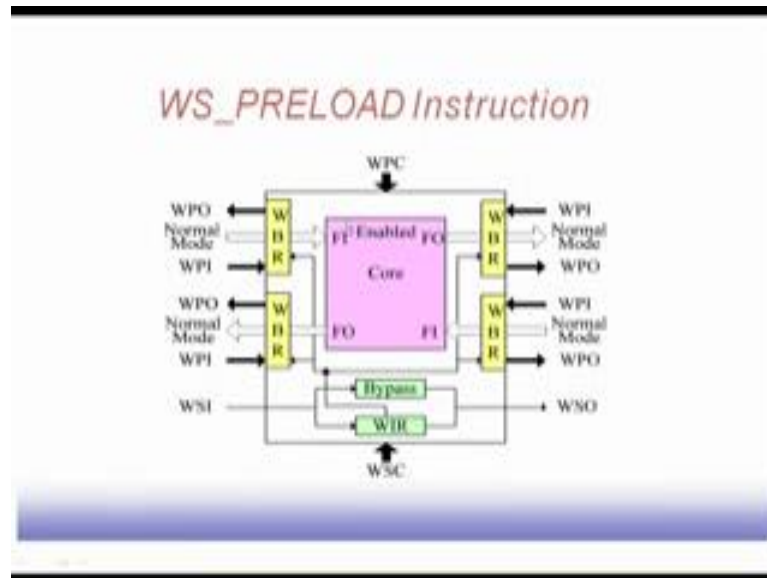 WS_PRELOAD Instruction
WPC
WPO
Normal
Mode
WPI
WPO
Normal
Mode
WPI
WSI
W
B
R
W
B
R
FI Enabled FO
Core
FO FI
Bypass
WIR
W
B
R
W
B
R
WPI
Normal
Mode
WPO
WPI
Normal
Mode
WPO
WSO
WSC